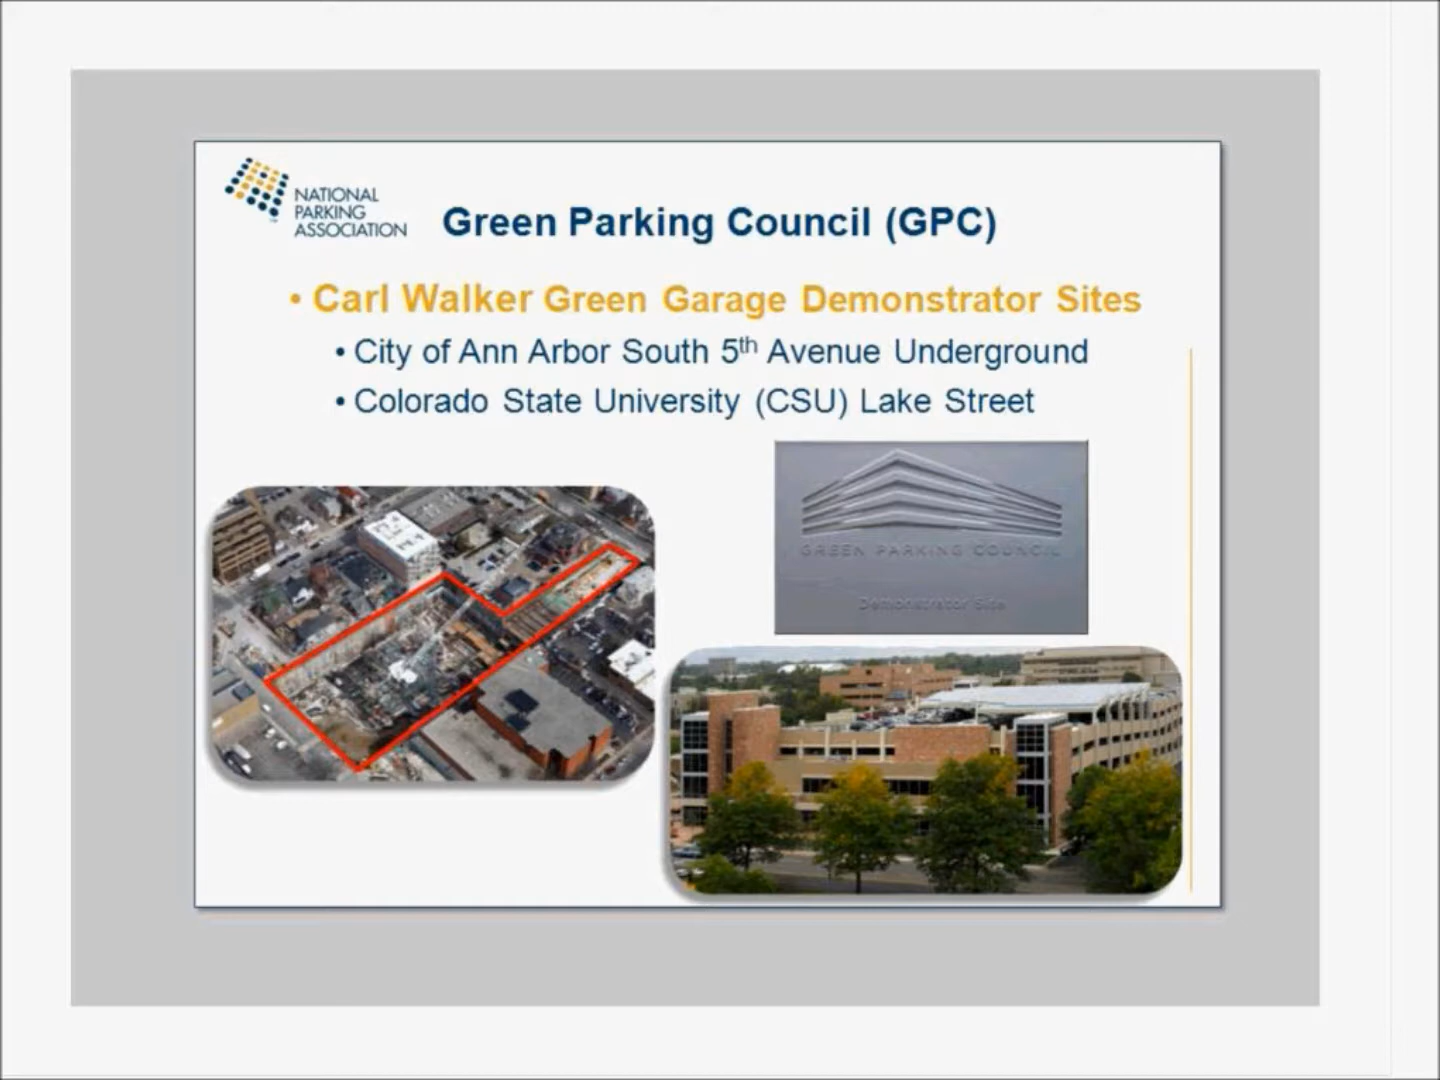 NATIONAL
PARKING
ASSOCIATION
Green Parking Council (GPC)
• Carl Walker Green Garage Demonstrator Sites
• City of Ann Arbor South 5th Avenue Underground
• Colorado State University (CSU) Lake Street
GREEN PARKING COUNCIL
Demonstrator Site